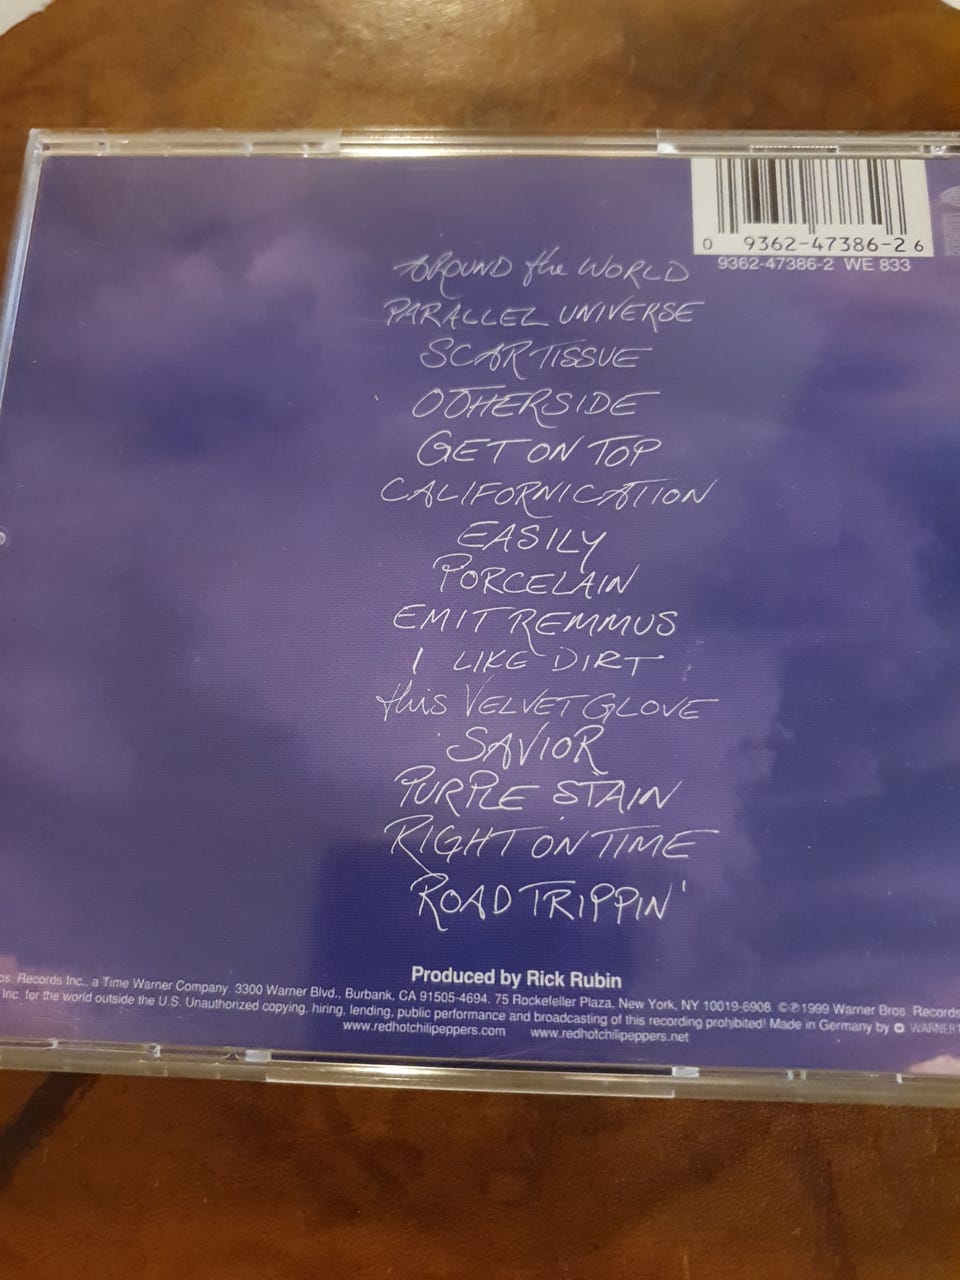 0 9362-47386-2 6
9362-47386-2 WE 833
AROUND the WORLD
PARALLEL UNIVERSE
SCAR TISSUE
OTHERSIDE
GET ON TOP
CALIFORNICATION
EASILY
PORCELAIN
EMIT REMMUS
I LIKE DIRT
this VELVET GLOVE
SAVIOR
PURPLE STAIN
RIGHT ON TIME
ROAD TRIPPIN'
Produced by Rick Rubin
os. Records Inc., a Time Warner Company. 3300 Warner Blvd., Burbank, CA 91505-4694. 75 Rockefeller Plaza, New York, NY 10019-6908. ©℗1999 Warner Bros. Records
Inc. for the world outside the U.S. Unauthorized copying, hiring, lending, public performance and broadcasting of this recording prohibited! Made in Germany by WARNER
www.redhotchilipeppers.com www.redhotchilipeppers.net